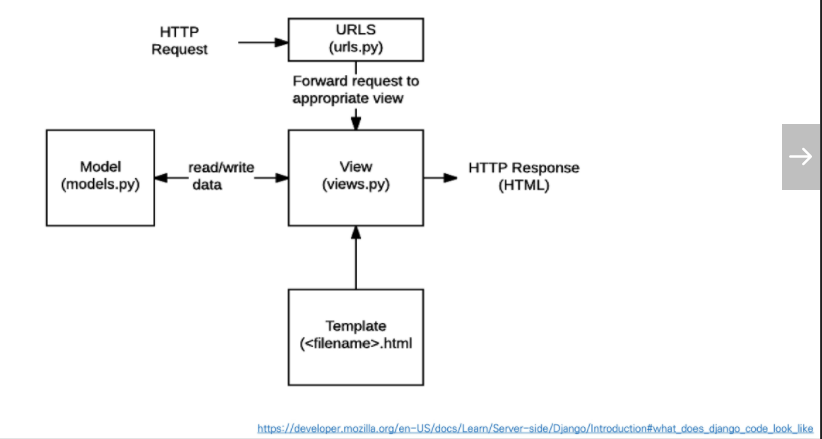 HTTP
Request
URLS
(urls.py)
Forward request to
appropriate view
Model
(models.py)
read/write
data
View
(views.py)
HTTP Response
(HTML)
Template
(<filename>.html
https://developer.mozilla.org/en-US/docs/Learn/Server-side/Django/Introduction#what_does_django_code_look_like